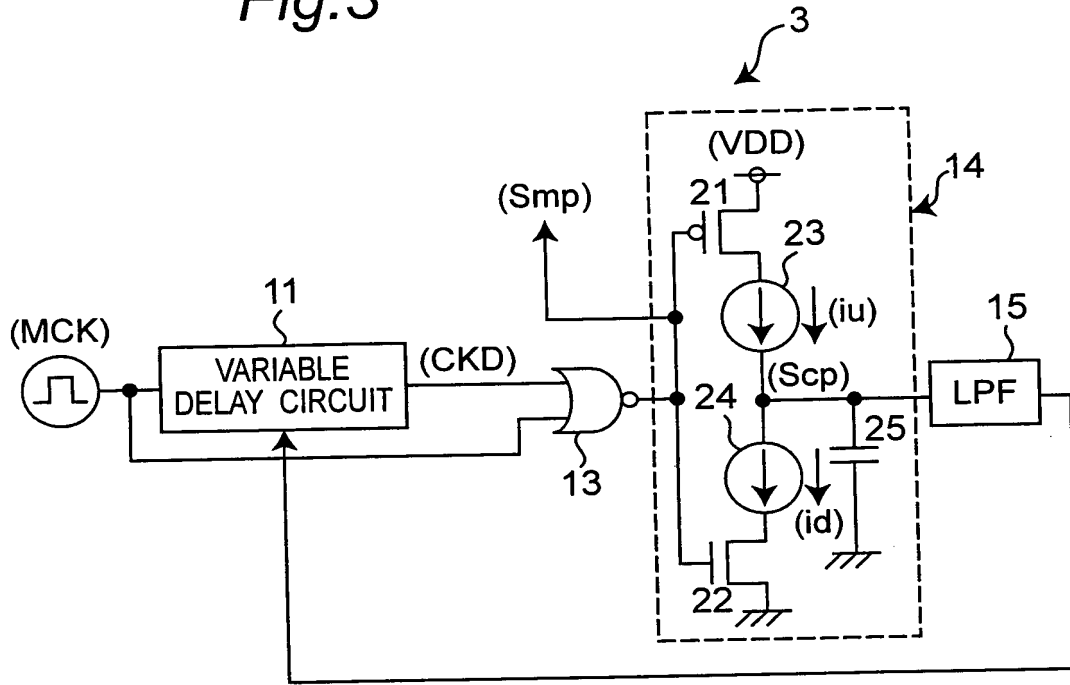 Fig.3
3
(VDD)
14
(Smp)
21
23
11
(iu)
15
(MCK)
VARIABLE
DELAY CIRCUIT
(CKD)
(Scp)
LPF
24
25
13
(id)
22